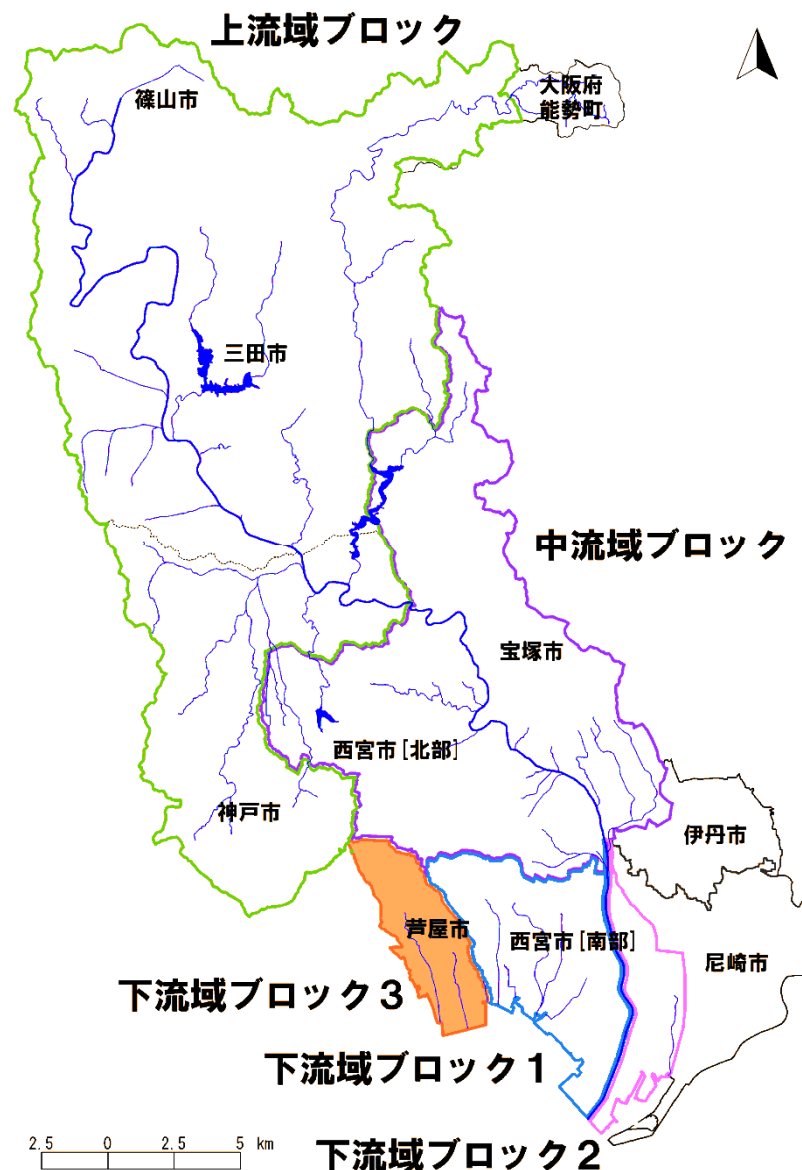 上流域ブロック
篠山市
大阪府
能勢町
三田市
中流域ブロック
宝塚市
西宮市[北部]
神戸市
伊丹市
芦屋市
西宮市[南部]
尼崎市
下流域ブロック3
下流域ブロック1
下流域ブロック2
2.5 0 2.5 5 km